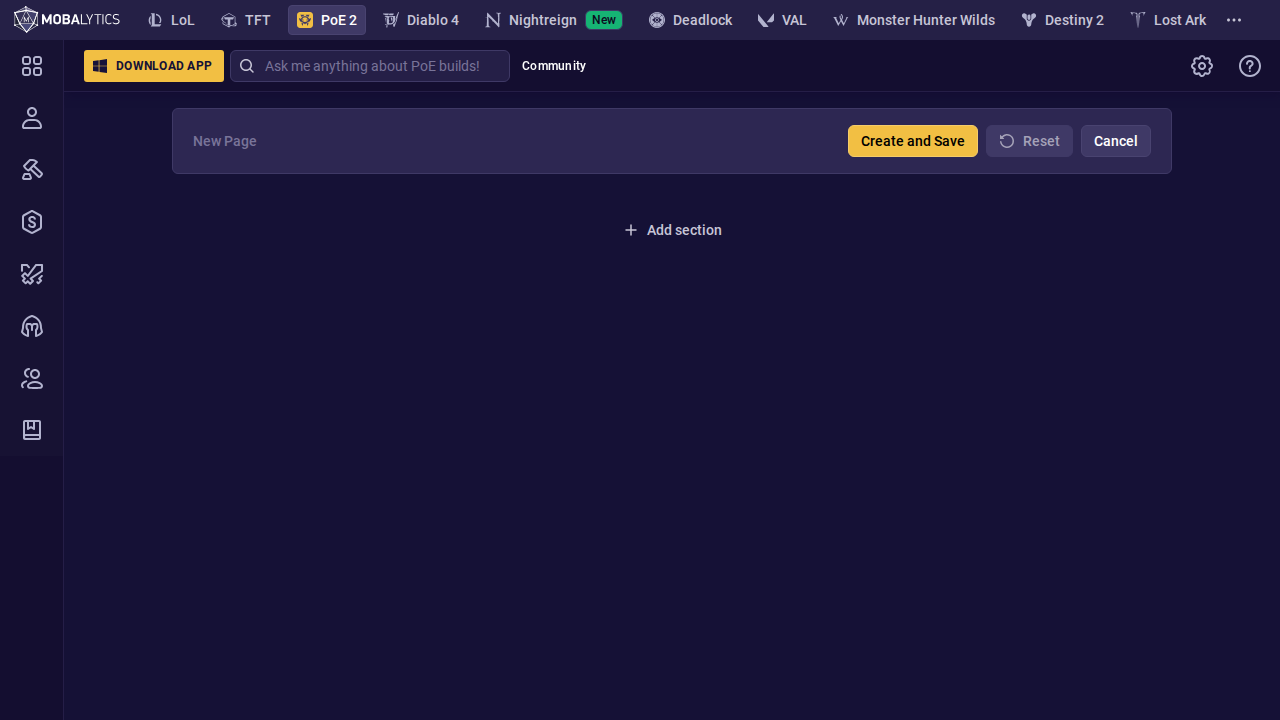 MOBALYTICS LoL TFT PoE 2 Diablo 4 Nightreign New Deadlock VAL Monster Hunter Wilds Destiny 2 Lost Ark
DOWNLOAD APP Ask me anything about PoE builds! Community
New Page Create and Save Reset Cancel
Add section